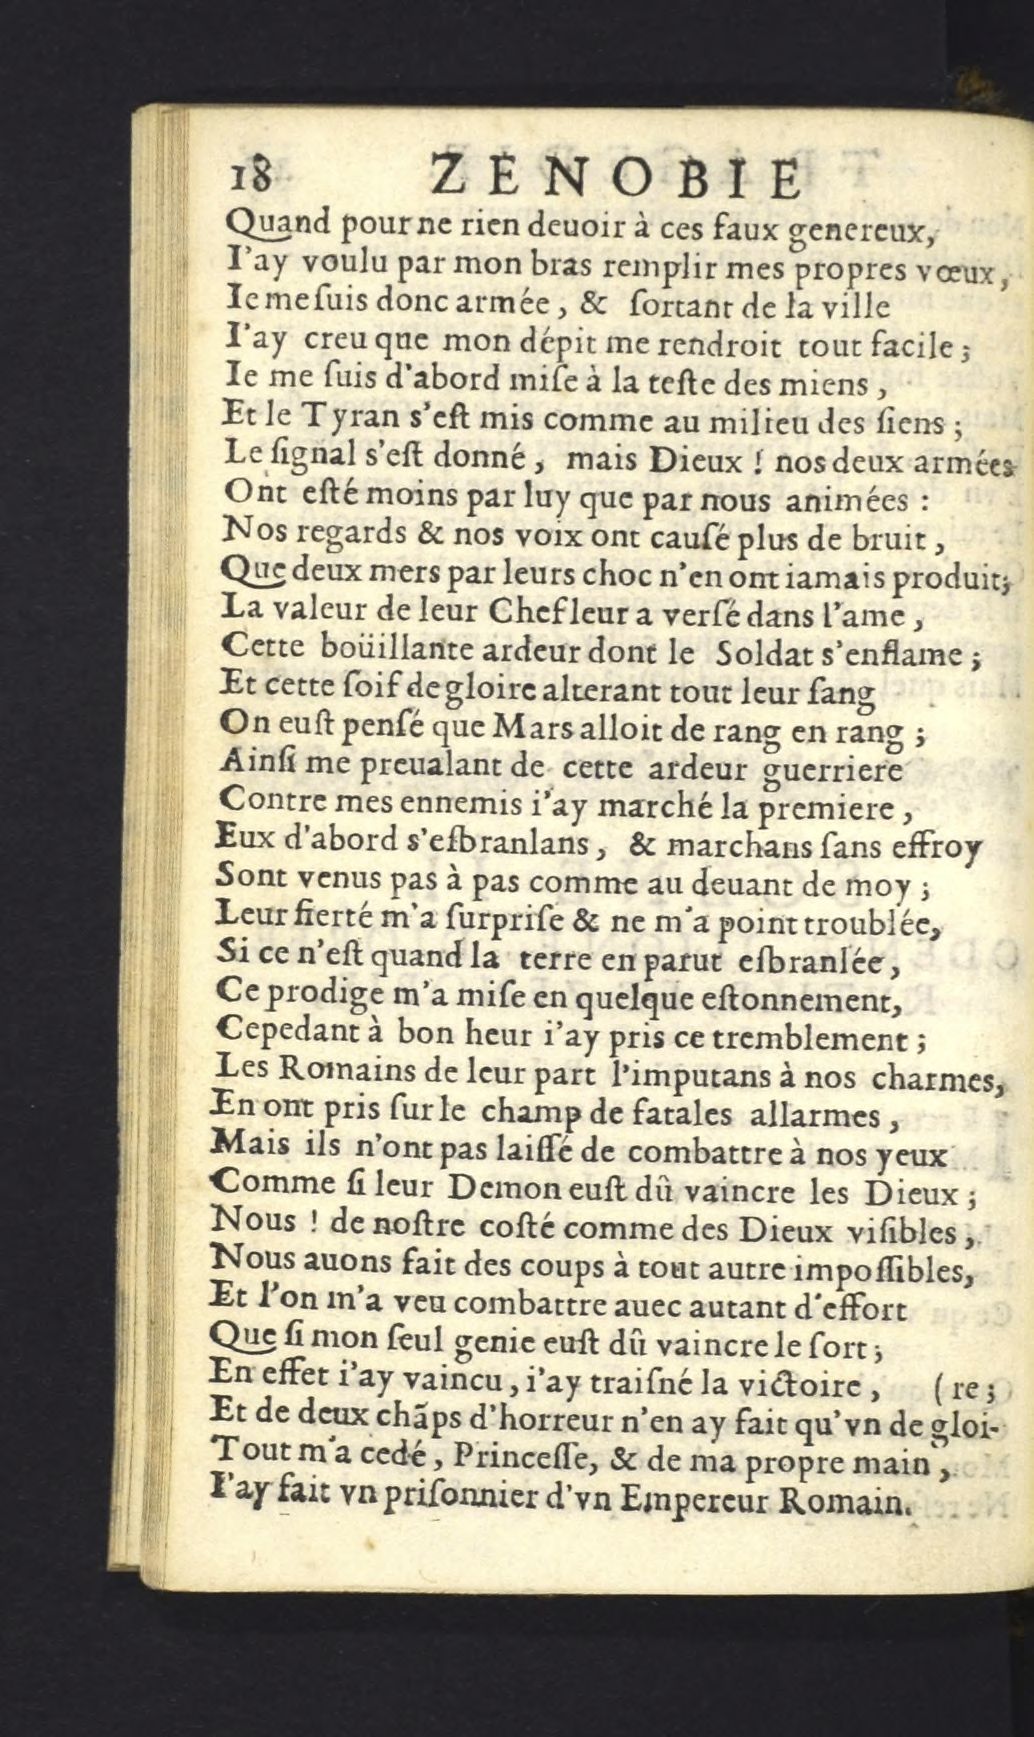 18 ZENOBIE
Quand pour ne rien deuoir à ces faux genereux,
I'ay voulu par mon bras remplir mes propres vœux,
Ie me ſuis donc armée, & ſortant de la ville
I'ay creu que mon dépit me rendroit tout facile;
Ie me ſuis d'abord miſe à la teſte des miens,
Et le Tyran s'eſt mis comme au milieu des ſiens;
Le ſignal s'eſt donné, mais Dieux ! nos deux armées
Ont eſté moins par luy que par nous animées :
Nos regards & nos voix ont cauſé plus de bruit,
Que deux mers par leurs choc n'en ont iamais produit;
La valeur de leur Chef leur a verſé dans l'ame,
Cette boüillante ardeur dont le Soldat s'enflame;
Et cette ſoif de gloire alterant tout leur ſang
On euſt penſé que Mars alloit de rang en rang;
Ainſi me preualant de cette ardeur guerriere
Contre mes ennemis i'ay marché la premiere,
Eux d'abord s'eſbranlans, & marchans ſans effroy
Sont venus pas à pas comme au deuant de moy;
Leur fierté m'a ſurpriſe & ne m'a point troublée,
Si ce n'eſt quand la terre en parut eſbranlée,
Ce prodige m'a miſe en quelque eſtonnement,
Cepedant à bon heur i'ay pris ce tremblement;
Les Romains de leur part l'imputans à nos charmes,
En ont pris ſur le champ de fatales allarmes,
Mais ils n'ont pas laiſſé de combattre à nos yeux
Comme ſi leur Demon euſt dû vaincre les Dieux;
Nous ! de noſtre coſté comme des Dieux viſibles,
Nous auons fait des coups à tout autre impoſſibles,
Et l'on m'a veu combattre auec autant d'effort
Que ſi mon ſeul genie euſt dû vaincre le ſort;
En effet i'ay vaincu, i'ay traiſné la victoire, (re;
Et de deux chãps d'horreur n'en ay fait qu'vn de gloi-
Tout m'a cedé, Princeſſe, & de ma propre main,
I'ay fait vn priſonnier d'vn Empereur Romain.